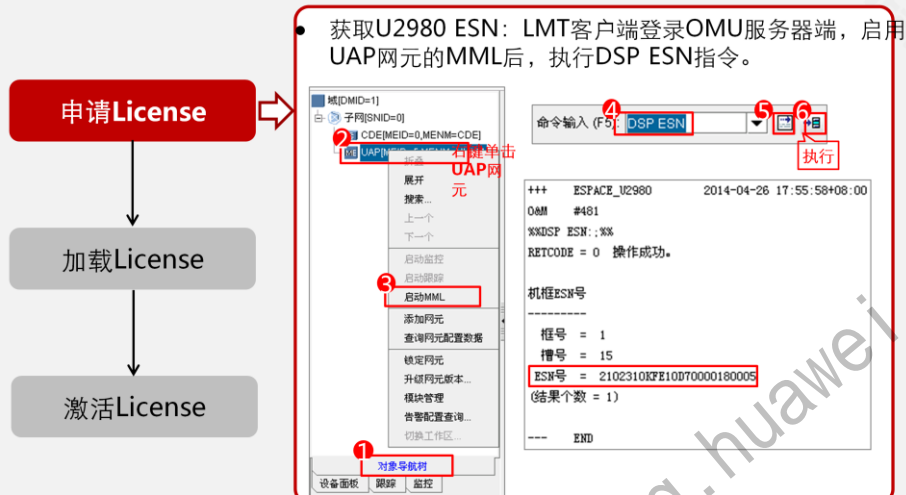 • 获取U2980 ESN：LMT客户端登录OMU服务器端，启用
UAP网元的MML后，执行DSP ESN指令。
申请License
加载License
激活License
域[DMID=1]
子网[SNID=0]
CDE[MEID=0,MENM=CDE]
2
右键单击
UAP网
元
折叠
展开
搜索...
上一个
下一个
启动监控
启动跟踪
3
启动MML
添加网元
查询网元配置数据
锁定网元
升级网元版本...
模块管理
告警配置查询...
切换工作区...
1
对象导航树
设备面板 跟踪 监控
4 5 6
命令输入 (F5): DSP ESN
执行
+++ ESPACE_U2980 2014-04-26 17:55:58+08:00
O&M #481
%%DSP ESN:;%%
RETCODE = 0 操作成功。
机框ESN号
---------
框号 = 1
槽号 = 15
ESN号 = 2102310KFE10D70000180005
(结果个数 = 1)
--- END
g.huawei